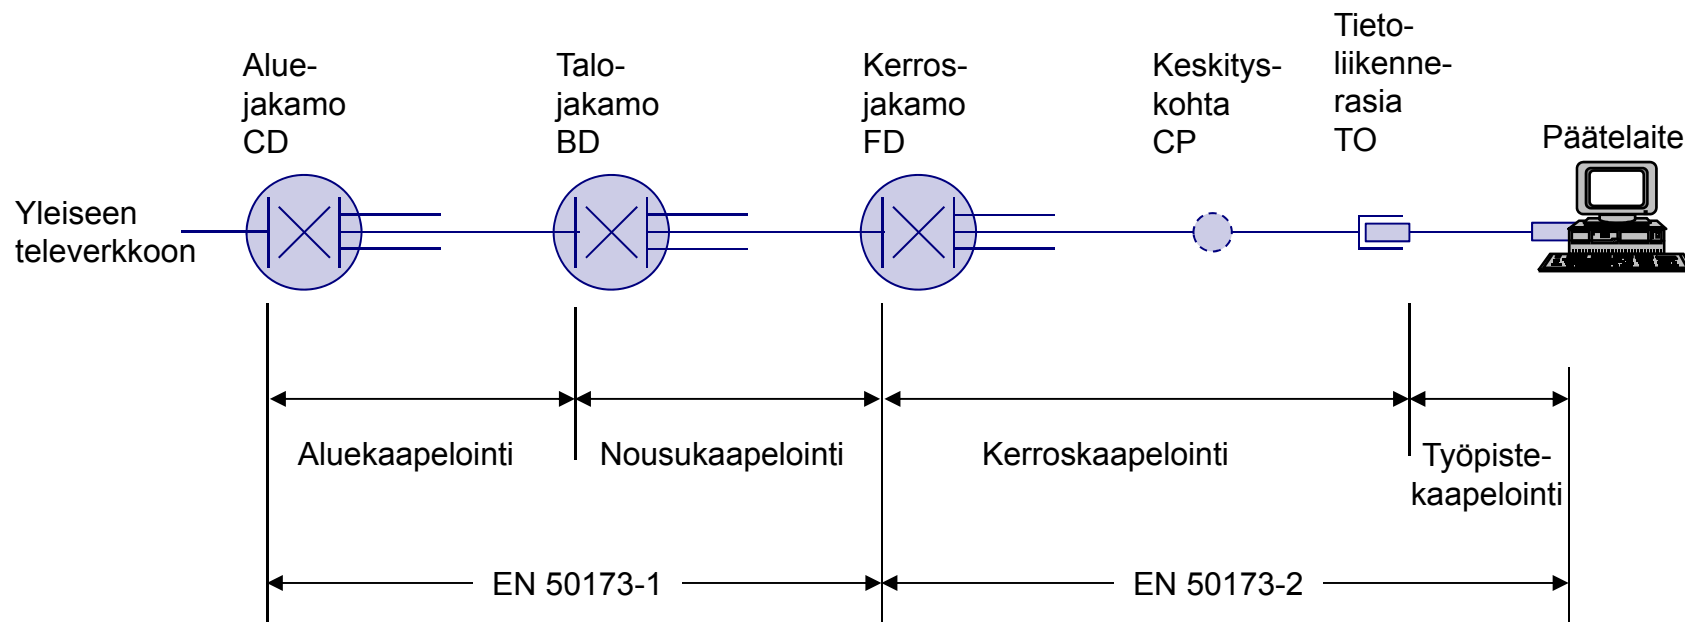 Alue-
jakamo
CD
Talo-
jakamo
BD
Kerros-
jakamo
FD
Keskitys-
kohta
CP
Tieto-
liikenne-
rasia
TO
Päätelaite
Yleiseen
televerkkoon
Aluekaapelointi
Nousukaapelointi
Kerroskaapelointi
Työpiste-
kaapelointi
EN 50173-1
EN 50173-2